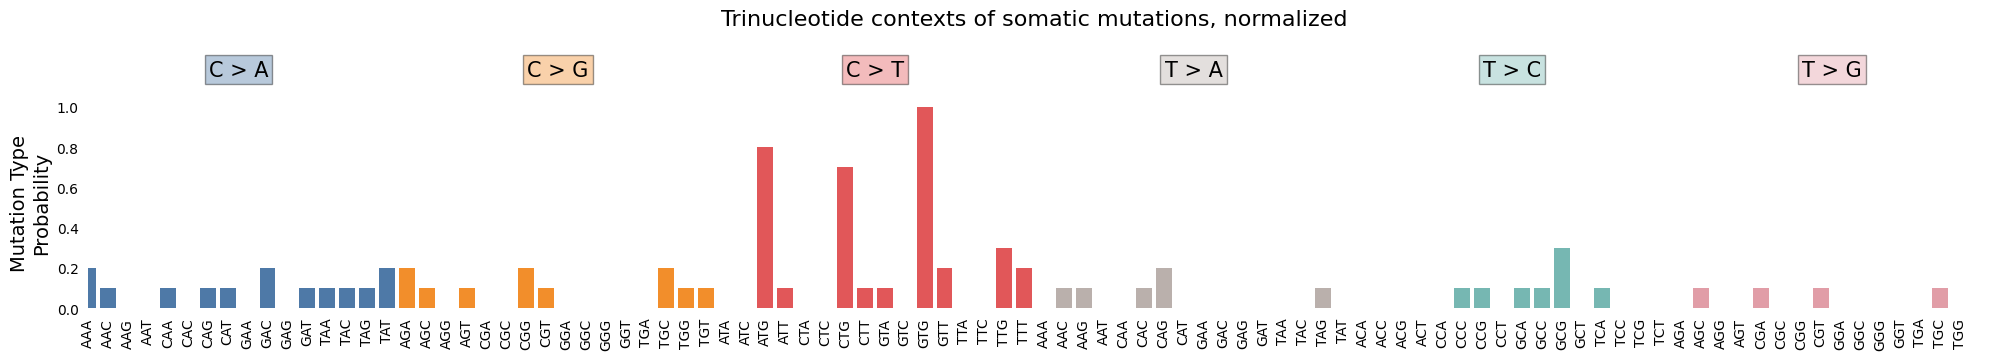 Trinucleotide contexts of somatic mutations, normalized
C > A
C > G
C > T
T > A
T > C
T > G
Mutation Type
Probability
1.0
0.8
0.6
0.4
0.2
0.0
AAA AAC AAG AAT CAA CAC CAG CAT GAA GAC GAG GAT TAA TAC TAG TAT AGA AGC AGG AGT CGA CGC CGG CGT GGA GGC GGG GGT TGA TGC TGG TGT ATA ATC ATG ATT CTA CTC CTG CTT GTA GTC GTG GTT TTA TTC TTG TTT AAA AAC AAG AAT CAA CAC CAG CAT GAA GAC GAG GAT TAA TAC TAG TAT ACA ACC ACG ACT CCA CCC CCG CCT GCA GCC GCG GCT TCA TCC TCG TCT AGA AGC AGG AGT CGA CGC CGG CGT GGA GGC GGG GGT TGA TGC TGG